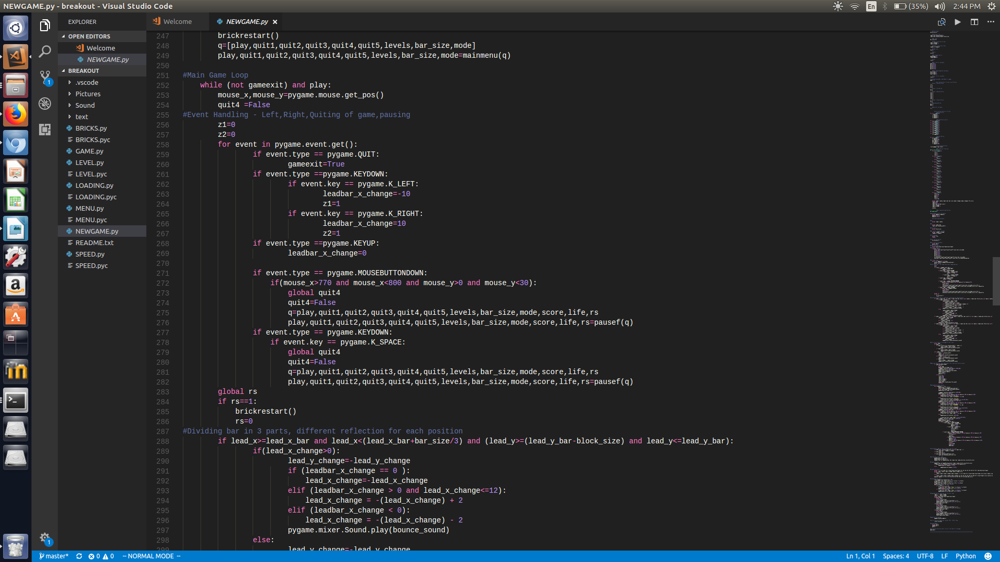 NEWGAME.py - breakout - Visual Studio Code
En
(35%)
2:44 PM
EXPLORER
OPEN EDITORS
Welcome
NEWGAME.py
BREAKOUT
.vscode
Pictures
Sound
text
BRICKS.py
BRICKS.pyc
GAME.py
LEVEL.py
LEVEL.pyc
LOADING.py
LOADING.pyc
MENU.py
MENU.pyc
NEWGAME.py
README.txt
SPEED.py
SPEED.pyc
1
1
Welcome
NEWGAME.py
247 brickrestart()
248 q=[play,quit1,quit2,quit3,quit4,quit5,levels,bar_size,mode]
249 play,quit1,quit2,quit3,quit4,quit5,levels,bar_size,mode=mainmenu(q)
250
251 #Main Game Loop
252 while (not gameexit) and play:
253 mouse_x,mouse_y=pygame.mouse.get_pos()
254 quit4 =False
255 #Event Handling - Left,Right,Quiting of game,pausing
256 z1=0
257 z2=0
258 for event in pygame.event.get():
259 if event.type == pygame.QUIT:
260 gameexit=True
261 if event.type ==pygame.KEYDOWN:
262 if event.key == pygame.K_LEFT:
263 leadbar_x_change=-10
264 z1=1
265 if event.key == pygame.K_RIGHT:
266 leadbar_x_change=10
267 z2=1
268 if event.type ==pygame.KEYUP:
269 leadbar_x_change=0
270
271 if event.type == pygame.MOUSEBUTTONDOWN:
272 if(mouse_x>770 and mouse_x<800 and mouse_y>0 and mouse_y<30):
273 global quit4
274 quit4=False
275 q=play,quit1,quit2,quit3,quit4,quit5,levels,bar_size,mode,score,life,rs
276 play,quit1,quit2,quit3,quit4,quit5,levels,bar_size,mode,score,life,rs=pausef(q)
277 if event.type == pygame.KEYDOWN:
278 if event.key == pygame.K_SPACE:
279 global quit4
280 quit4=False
281 q=play,quit1,quit2,quit3,quit4,quit5,levels,bar_size,mode,score,life,rs
282 play,quit1,quit2,quit3,quit4,quit5,levels,bar_size,mode,score,life,rs=pausef(q)
283 global rs
284 if rs==1:
285 brickrestart()
286 rs=0
287 #Dividing bar in 3 parts, different reflection for each position
288 if lead_x>=lead_x_bar and lead_x<(lead_x_bar+bar_size/3) and (lead_y>=(lead_y_bar-block_size) and lead_y<=lead_y_bar):
289 if(lead_x_change>0):
290 lead_y_change=-lead_y_change
291 if (leadbar_x_change == 0 ):
292 lead_x_change=-lead_x_change
293 elif (leadbar_x_change > 0 and lead_x_change<=12):
294 lead_x_change = -(lead_x_change) + 2
295 elif (leadbar_x_change < 0):
296 lead_x_change = -(lead_x_change) - 2
297 pygame.mixer.Sound.play(bounce_sound)
298 else:
299 lead_y_change=-lead_y_change
master* 0 0 -- NORMAL MODE --
Ln 1, Col 1 Spaces: 4 UTF-8 LF Python